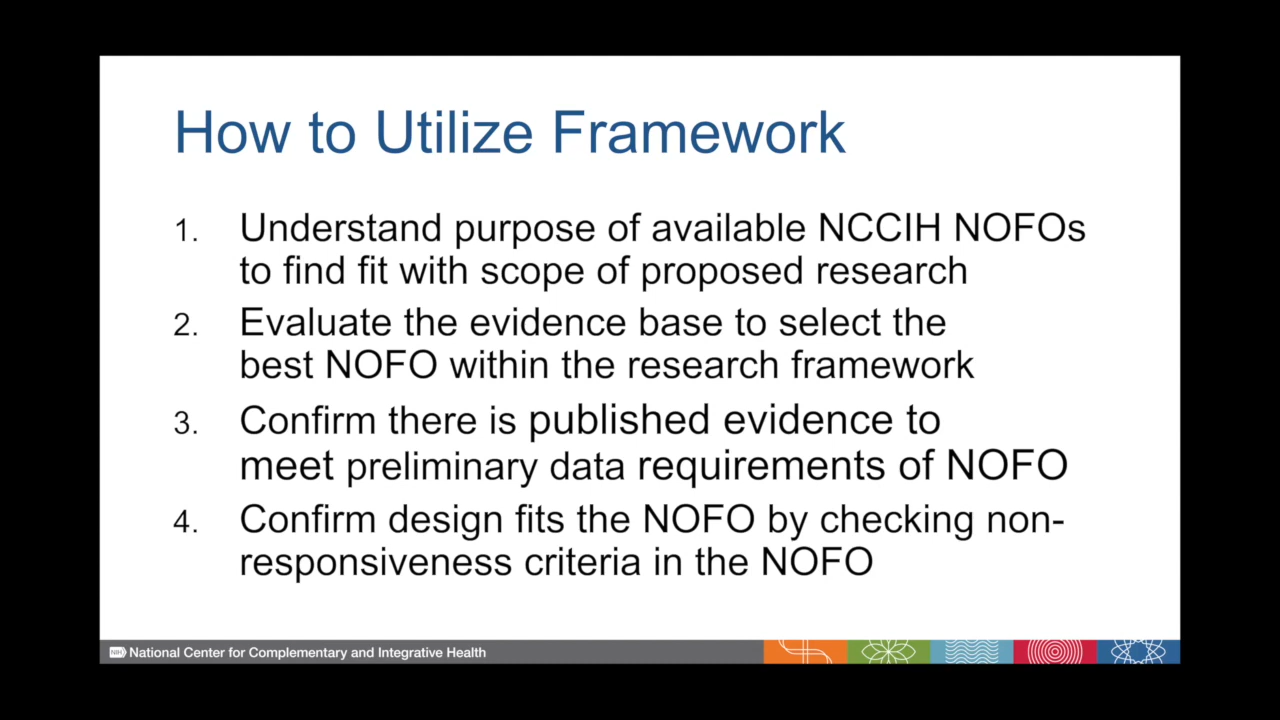 How to Utilize Framework
1. Understand purpose of available NCCIH NOFOs
to find fit with scope of proposed research
2. Evaluate the evidence base to select the
best NOFO within the research framework
3. Confirm there is published evidence to
meet preliminary data requirements of NOFO
4. Confirm design fits the NOFO by checking non-
responsiveness criteria in the NOFO
NIH National Center for Complementary and Integrative Health